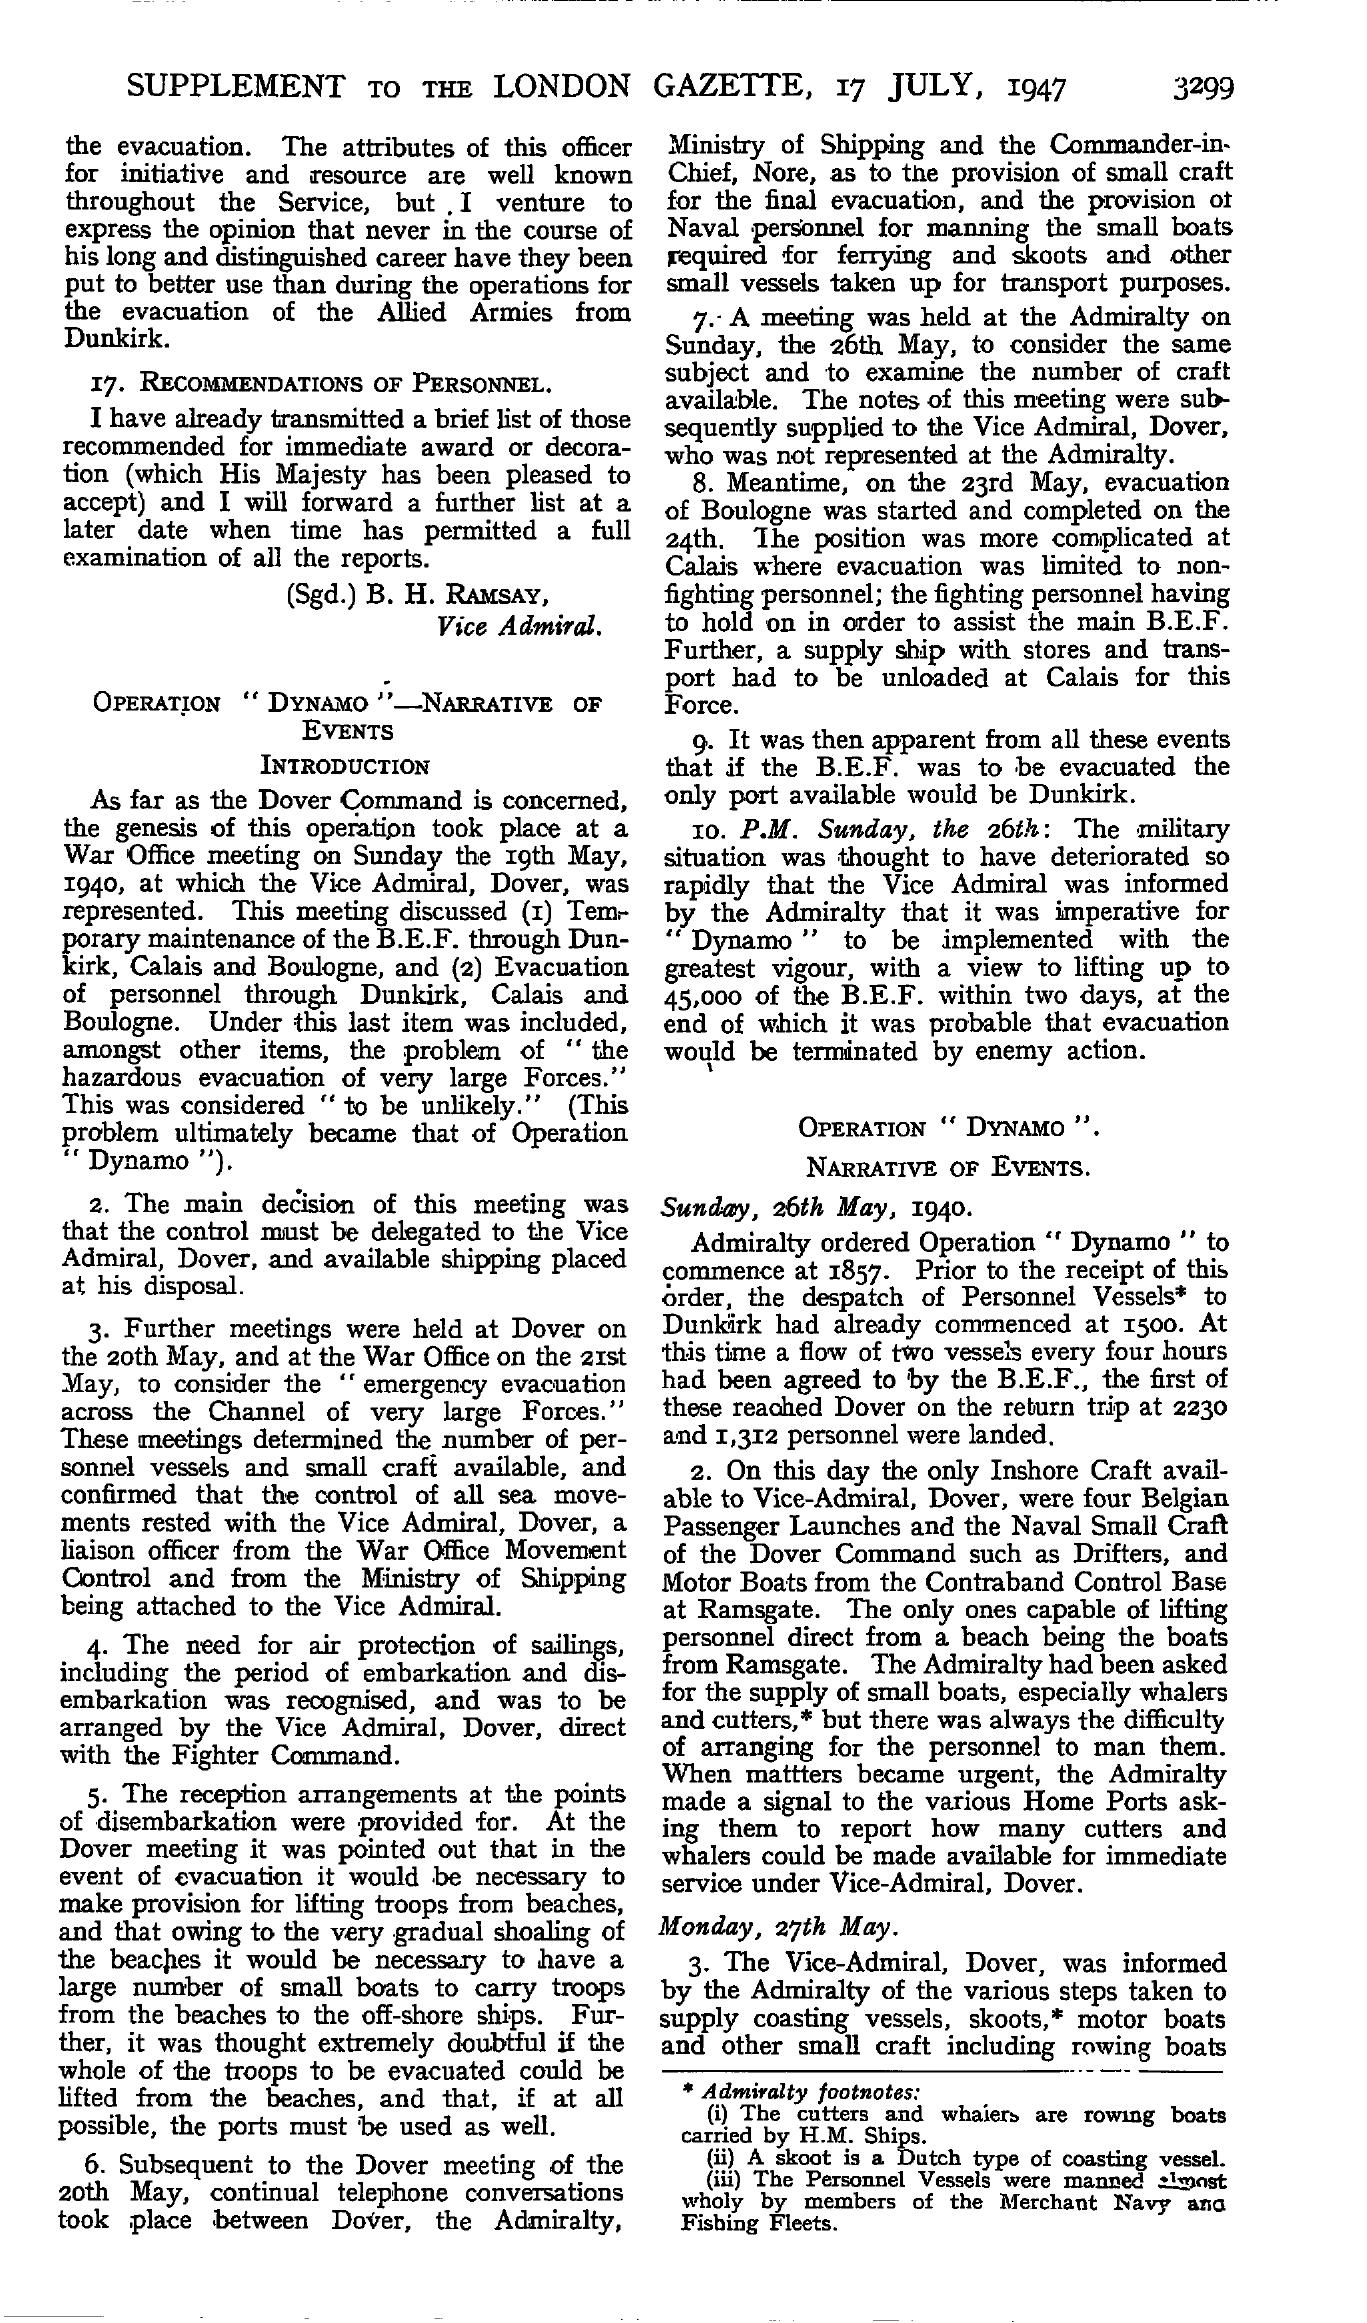 SUPPLEMENT TO THE LONDON GAZETTE, 17 JULY, 1947 3299
the evacuation. The attributes of this officer
for initiative and resource are well known
throughout the Service, but I venture to
express the opinion that never in the course of
his long and distinguished career have they been
put to better use than during the operations for
the evacuation of the Allied Armies from
Dunkirk.
17. RECOMMENDATIONS OF PERSONNEL.
I have already transmitted a brief list of those
recommended for immediate award or decora-
tion (which His Majesty has been pleased to
accept) and I will forward a further list at a
later date when time has permitted a full
examination of all the reports.
(Sgd.) B. H. RAMSAY,
Vice Admiral.
OPERATION " DYNAMO "—NARRATIVE OF
EVENTS
INTRODUCTION
As far as the Dover Command is concerned,
the genesis of this operation took place at a
War Office meeting on Sunday the 19th May,
1940, at which the Vice Admiral, Dover, was
represented. This meeting discussed (1) Tem-
porary maintenance of the B.E.F. through Dun-
kirk, Calais and Boulogne, and (2) Evacuation
of personnel through Dunkirk, Calais and
Boulogne. Under this last item was included,
amongst other items, the problem of " the
hazardous evacuation of very large Forces."
This was considered " to be unlikely." (This
problem ultimately became that of Operation
" Dynamo ").
2. The main decision of this meeting was
that the control must be delegated to the Vice
Admiral, Dover, and available shipping placed
at his disposal.
3. Further meetings were held at Dover on
the 20th May, and at the War Office on the 21st
May, to consider the " emergency evacuation
across the Channel of very large Forces."
These meetings determined the number of per-
sonnel vessels and small craft available, and
confirmed that the control of all sea move-
ments rested with the Vice Admiral, Dover, a
liaison officer from the War Office Movement
Control and from the Ministry of Shipping
being attached to the Vice Admiral.
4. The need for air protection of sailings,
including the period of embarkation and dis-
embarkation was recognised, and was to be
arranged by the Vice Admiral, Dover, direct
with the Fighter Command.
5. The reception arrangements at the points
of disembarkation were provided for. At the
Dover meeting it was pointed out that in the
event of evacuation it would be necessary to
make provision for lifting troops from beaches,
and that owing to the very gradual shoaling of
the beaches it would be necessary to have a
large number of small boats to carry troops
from the beaches to the off-shore ships. Fur-
ther, it was thought extremely doubtful if the
whole of the troops to be evacuated could be
lifted from the beaches, and that, if at all
possible, the ports must be used as well.
6. Subsequent to the Dover meeting of the
20th May, continual telephone conversations
took place between Dover, the Admiralty,
Ministry of Shipping and the Commander-in-
Chief, Nore, as to the provision of small craft
for the final evacuation, and the provision of
Naval personnel for manning the small boats
required for ferrying and skoots and other
small vessels taken up for transport purposes.
7. A meeting was held at the Admiralty on
Sunday, the 26th May, to consider the same
subject and to examine the number of craft
available. The notes of this meeting were sub-
sequently supplied to the Vice Admiral, Dover,
who was not represented at the Admiralty.
8. Meantime, on the 23rd May, evacuation
of Boulogne was started and completed on the
24th. The position was more complicated at
Calais where evacuation was limited to non-
fighting personnel; the fighting personnel having
to hold on in order to assist the main B.E.F.
Further, a supply ship with stores and trans-
port had to be unloaded at Calais for this
Force.
9. It was then apparent from all these events
that if the B.E.F. was to be evacuated the
only port available would be Dunkirk.
10. P.M. Sunday, the 26th: The military
situation was thought to have deteriorated so
rapidly that the Vice Admiral was informed
by the Admiralty that it was imperative for
" Dynamo " to be implemented with the
greatest vigour, with a view to lifting up to
45,000 of the B.E.F. within two days, at the
end of which it was probable that evacuation
would be terminated by enemy action.
OPERATION " DYNAMO ".
NARRATIVE OF EVENTS.
Sunday, 26th May, 1940.
Admiralty ordered Operation " Dynamo " to
commence at 1857. Prior to the receipt of this
order, the despatch of Personnel Vessels* to
Dunkirk had already commenced at 1500. At
this time a flow of two vessels every four hours
had been agreed to by the B.E.F., the first of
these reached Dover on the return trip at 2230
and 1,312 personnel were landed.
2. On this day the only Inshore Craft avail-
able to Vice-Admiral, Dover, were four Belgian
Passenger Launches and the Naval Small Craft
of the Dover Command such as Drifters, and
Motor Boats from the Contraband Control Base
at Ramsgate. The only ones capable of lifting
personnel direct from a beach being the boats
from Ramsgate. The Admiralty had been asked
for the supply of small boats, especially whalers
and cutters,* but there was always the difficulty
of arranging for the personnel to man them.
When mattters became urgent, the Admiralty
made a signal to the various Home Ports ask-
ing them to report how many cutters and
whalers could be made available for immediate
service under Vice-Admiral, Dover.
Monday, 27th May.
3. The Vice-Admiral, Dover, was informed
by the Admiralty of the various steps taken to
supply coasting vessels, skoots,* motor boats
and other small craft including rowing boats
* Admiralty footnotes:
(i) The cutters and whalers are rowing boats
carried by H.M. Ships.
(ii) A skoot is a Dutch type of coasting vessel.
(iii) The Personnel Vessels were manned almost
wholy by members of the Merchant Navy and
Fishing Fleets.